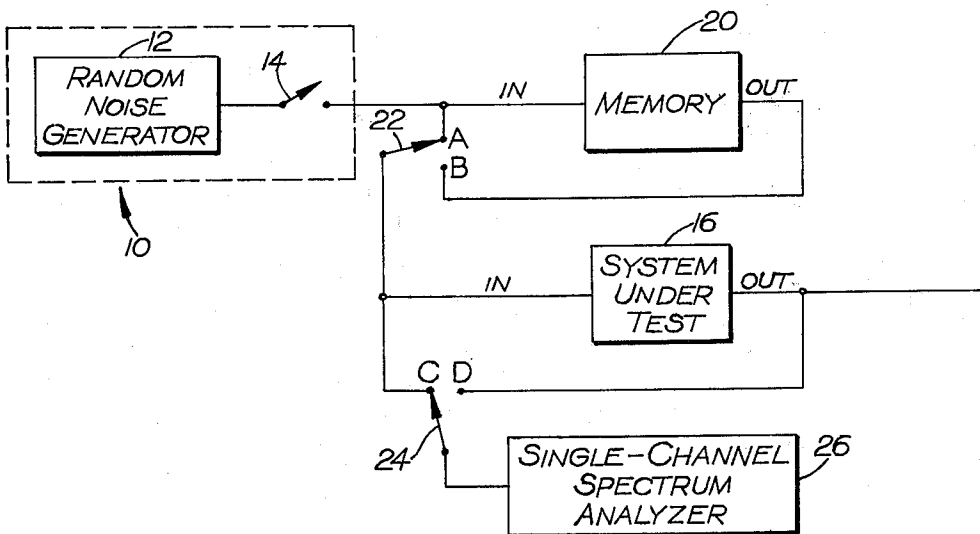 12
RANDOM
NOISE
GENERATOR
14
10
22
A
B
IN
20
MEMORY
OUT
16
IN
SYSTEM
UNDER
TEST
OUT
C D
24
SINGLE-CHANNEL
SPECTRUM
ANALYZER
26